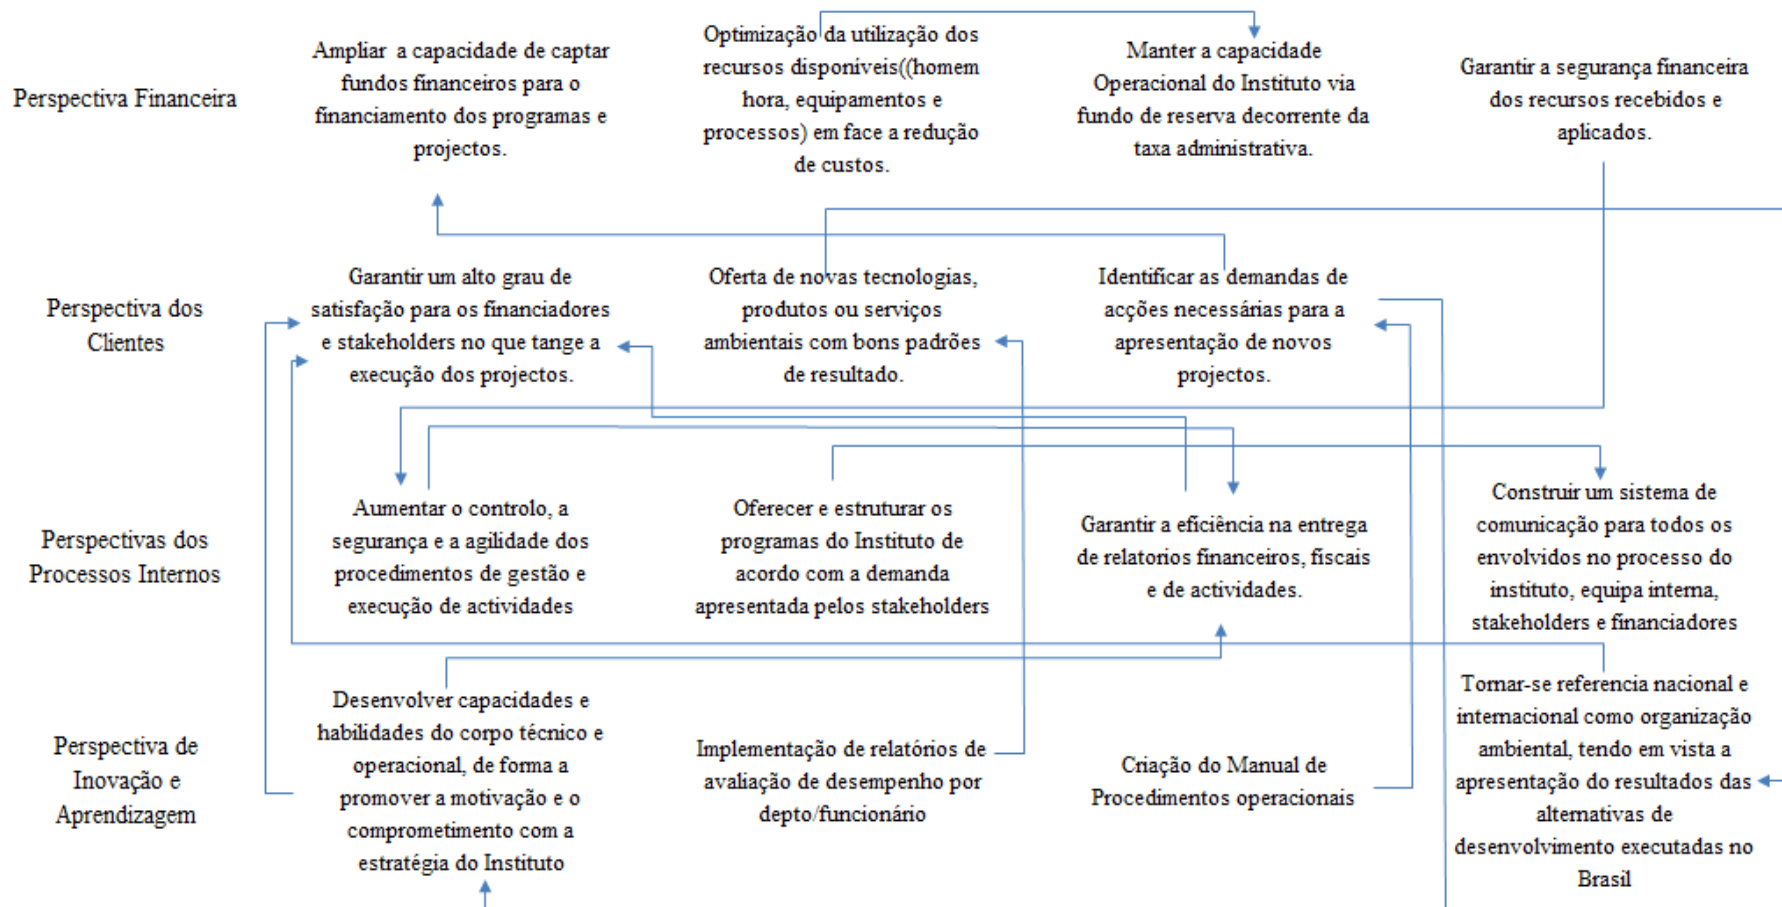 Perspectiva Financeira
Ampliar a capacidade de captar
fundos financeiros para o
financiamento dos programas e
projectos.
Optimização da utilização dos
recursos disponíveis((homem
hora, equipamentos e
processos) em face a redução
de custos.
Manter a capacidade
Operacional do Instituto via
fundo de reserva decorrente da
taxa administrativa.
Garantir a segurança financeira
dos recursos recebidos e
aplicados.
Perspectiva dos
Clientes
Garantir um alto grau de
satisfação para os financiadores
e stakeholders no que tange a
execução dos projectos.
Oferta de novas tecnologias,
produtos ou serviços
ambientais com bons padrões
de resultado.
Identificar as demandas de
acções necessárias para a
apresentação de novos
projectos.
Perspectivas dos
Processos Internos
Aumentar o controlo, a
segurança e a agilidade dos
procedimentos de gestão e
execução de actividades
Oferecer e estruturar os
programas do Instituto de
acordo com a demanda
apresentada pelos stakeholders
Garantir a eficiência na entrega
de relatorios financeiros, fiscais
e de actividades.
Construir um sistema de
comunicação para todos os
envolvidos no processo do
instituto, equipa interna,
stakeholders e financiadores
Perspectiva de
Inovação e
Aprendizagem
Desenvolver capacidades e
habilidades do corpo técnico e
operacional, de forma a
promover a motivação e o
comprometimento com a
estratégia do Instituto
Implementação de relatórios de
avaliação de desempenho por
depto/funcionário
Criação do Manual de
Procedimentos operacionais
Tornar-se referencia nacional e
internacional como organização
ambiental, tendo em vista a
apresentação do resultados das
alternativas de
desenvolvimento executadas no
Brasil